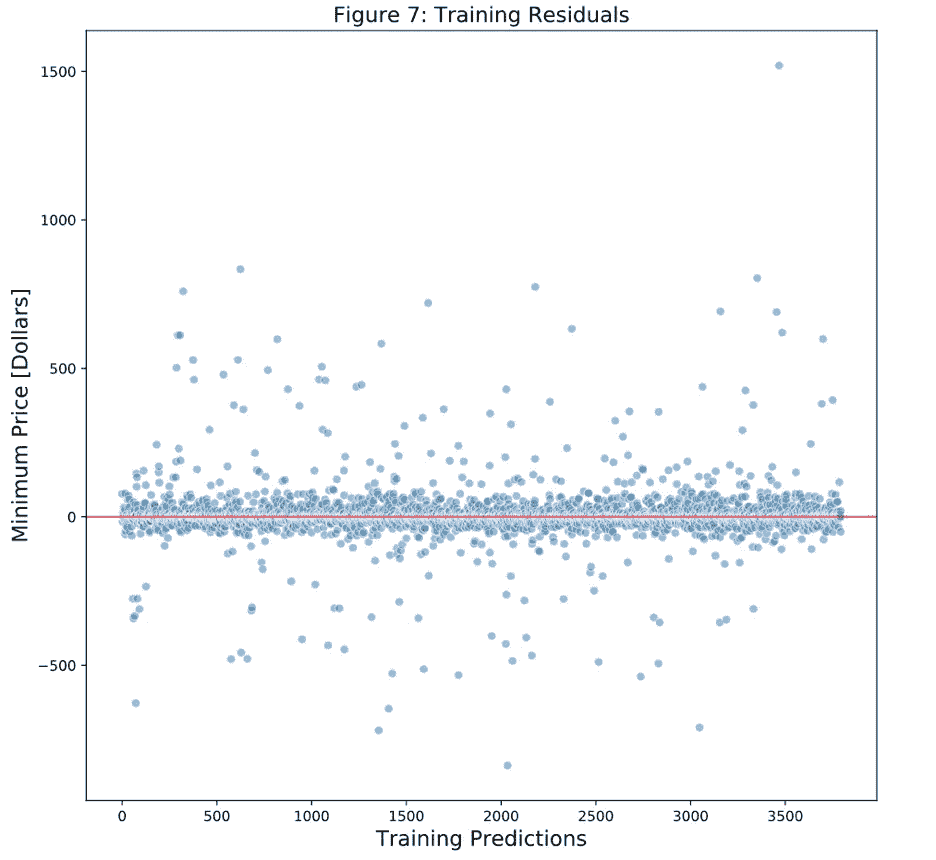 Figure 7: Training Residuals
1500
1000
500
0
−500
Minimum Price [Dollars]
0 500 1000 1500 2000 2500 3000 3500
Training Predictions